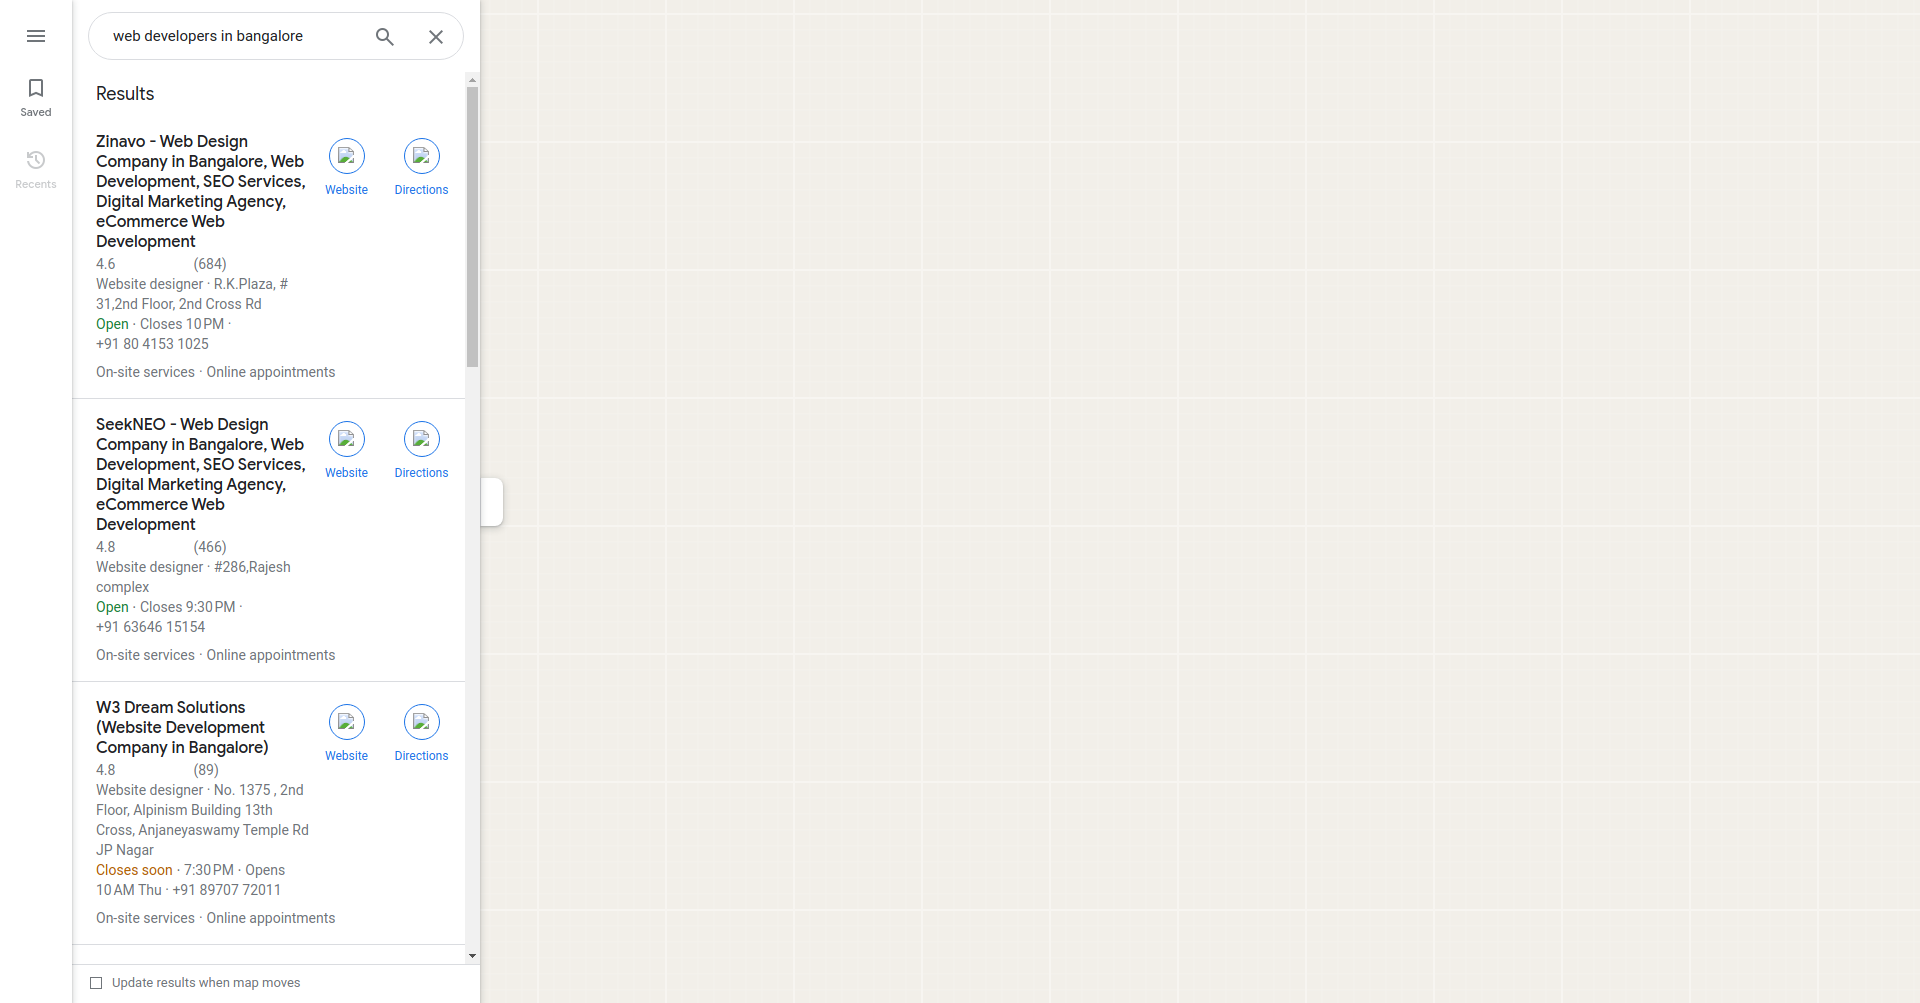 web developers in bangalore
Saved
Recents
Results
Zinavo - Web Design
Company in Bangalore, Web
Development, SEO Services,
Digital Marketing Agency,
eCommerce Web
Development
Website
Directions
4.6 (684)
Website designer · R.K.Plaza, #
31,2nd Floor, 2nd Cross Rd
Open · Closes 10 PM ·
+91 80 4153 1025
On-site services · Online appointments
SeekNEO - Web Design
Company in Bangalore, Web
Development, SEO Services,
Digital Marketing Agency,
eCommerce Web
Development
Website
Directions
4.8 (466)
Website designer · #286,Rajesh
complex
Open · Closes 9:30 PM ·
+91 63646 15154
On-site services · Online appointments
W3 Dream Solutions
(Website Development
Company in Bangalore)
Website
Directions
4.8 (89)
Website designer · No. 1375 , 2nd
Floor, Alpinism Building 13th
Cross, Anjaneyaswamy Temple Rd
JP Nagar
Closes soon · 7:30 PM · Opens
10 AM Thu · +91 89707 72011
On-site services · Online appointments
Update results when map moves